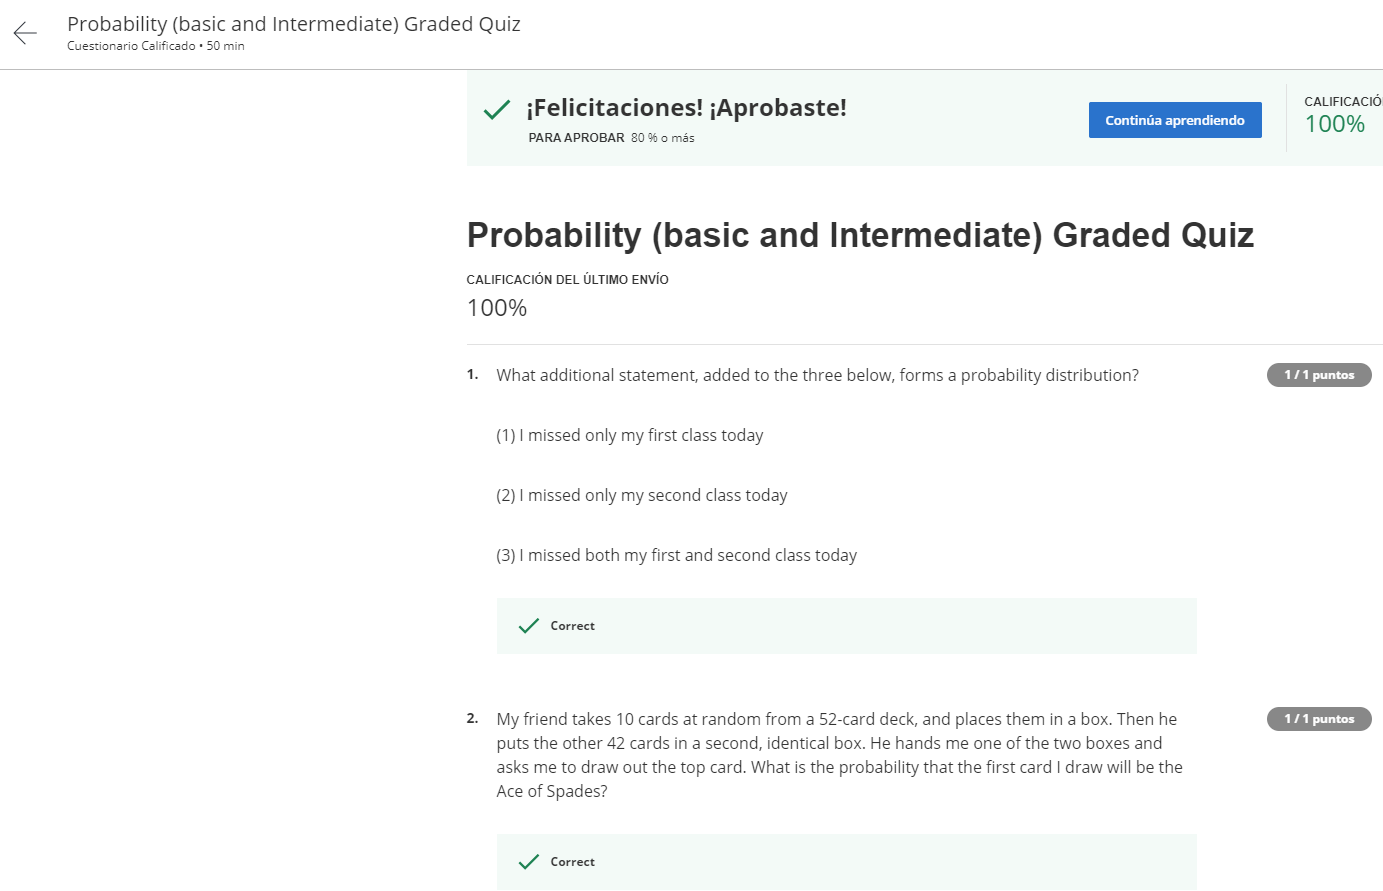 Probability (basic and Intermediate) Graded Quiz
Cuestionario Calificado • 50 min
¡Felicitaciones! ¡Aprobaste!
PARA APROBAR 80 % o más
Continúa aprendiendo
CALIFICACIÓ
100%
Probability (basic and Intermediate) Graded Quiz
CALIFICACIÓN DEL ÚLTIMO ENVÍO
100%
1. What additional statement, added to the three below, forms a probability distribution?
1 / 1 puntos
(1) I missed only my first class today
(2) I missed only my second class today
(3) I missed both my first and second class today
Correct
2. My friend takes 10 cards at random from a 52-card deck, and places them in a box. Then he
1 / 1 puntos
puts the other 42 cards in a second, identical box. He hands me one of the two boxes and
asks me to draw out the top card. What is the probability that the first card I draw will be the
Ace of Spades?
Correct